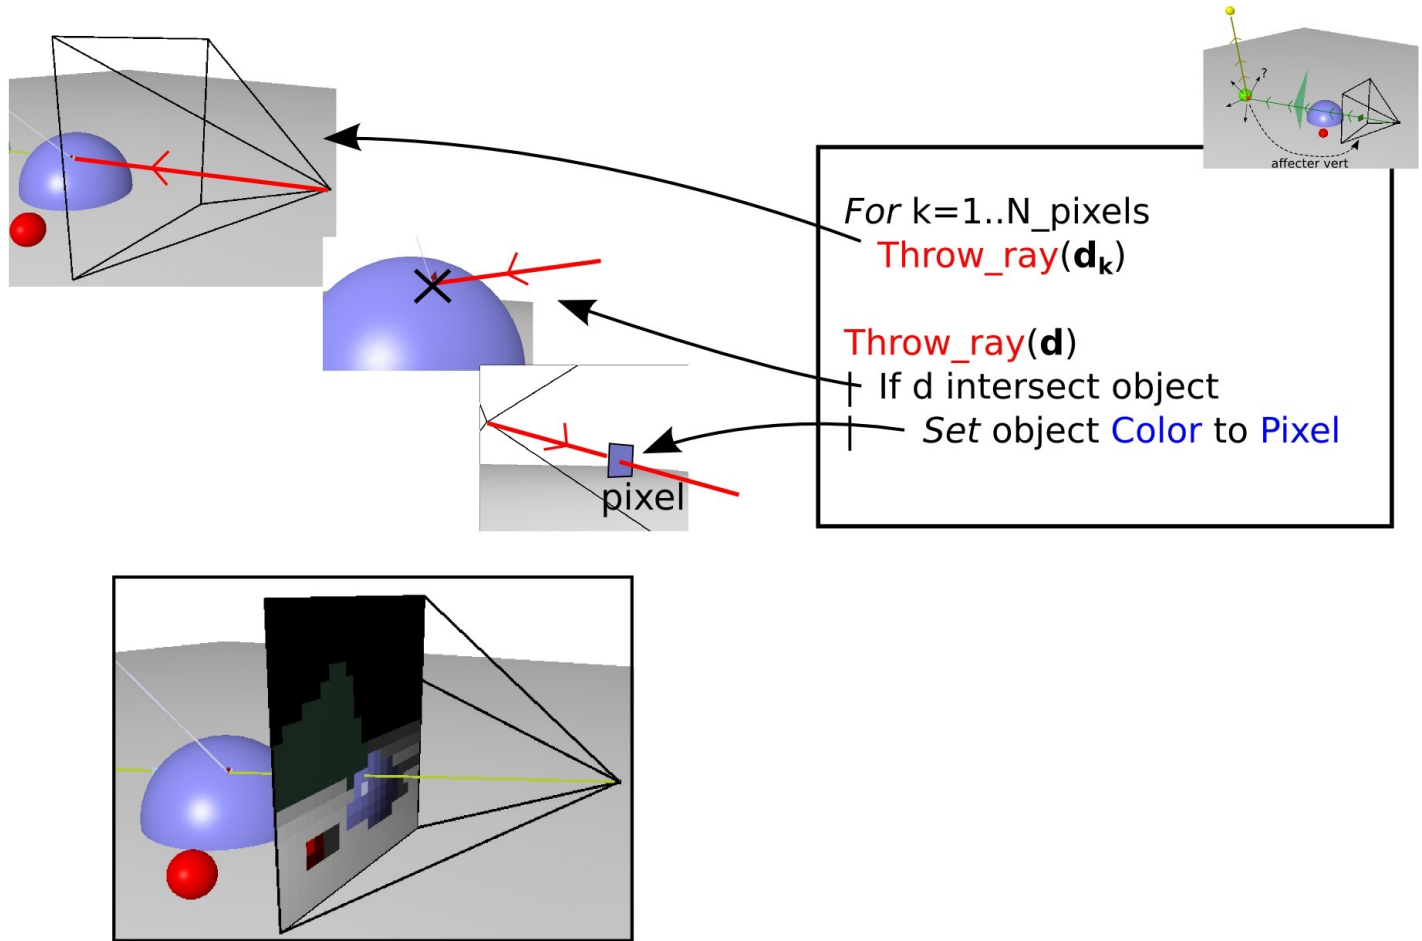 ?
affecter vert
For k=1..N_pixels
Throw_ray(dk)
Throw_ray(d)
| If d intersect object
| Set object Color to Pixel
pixel